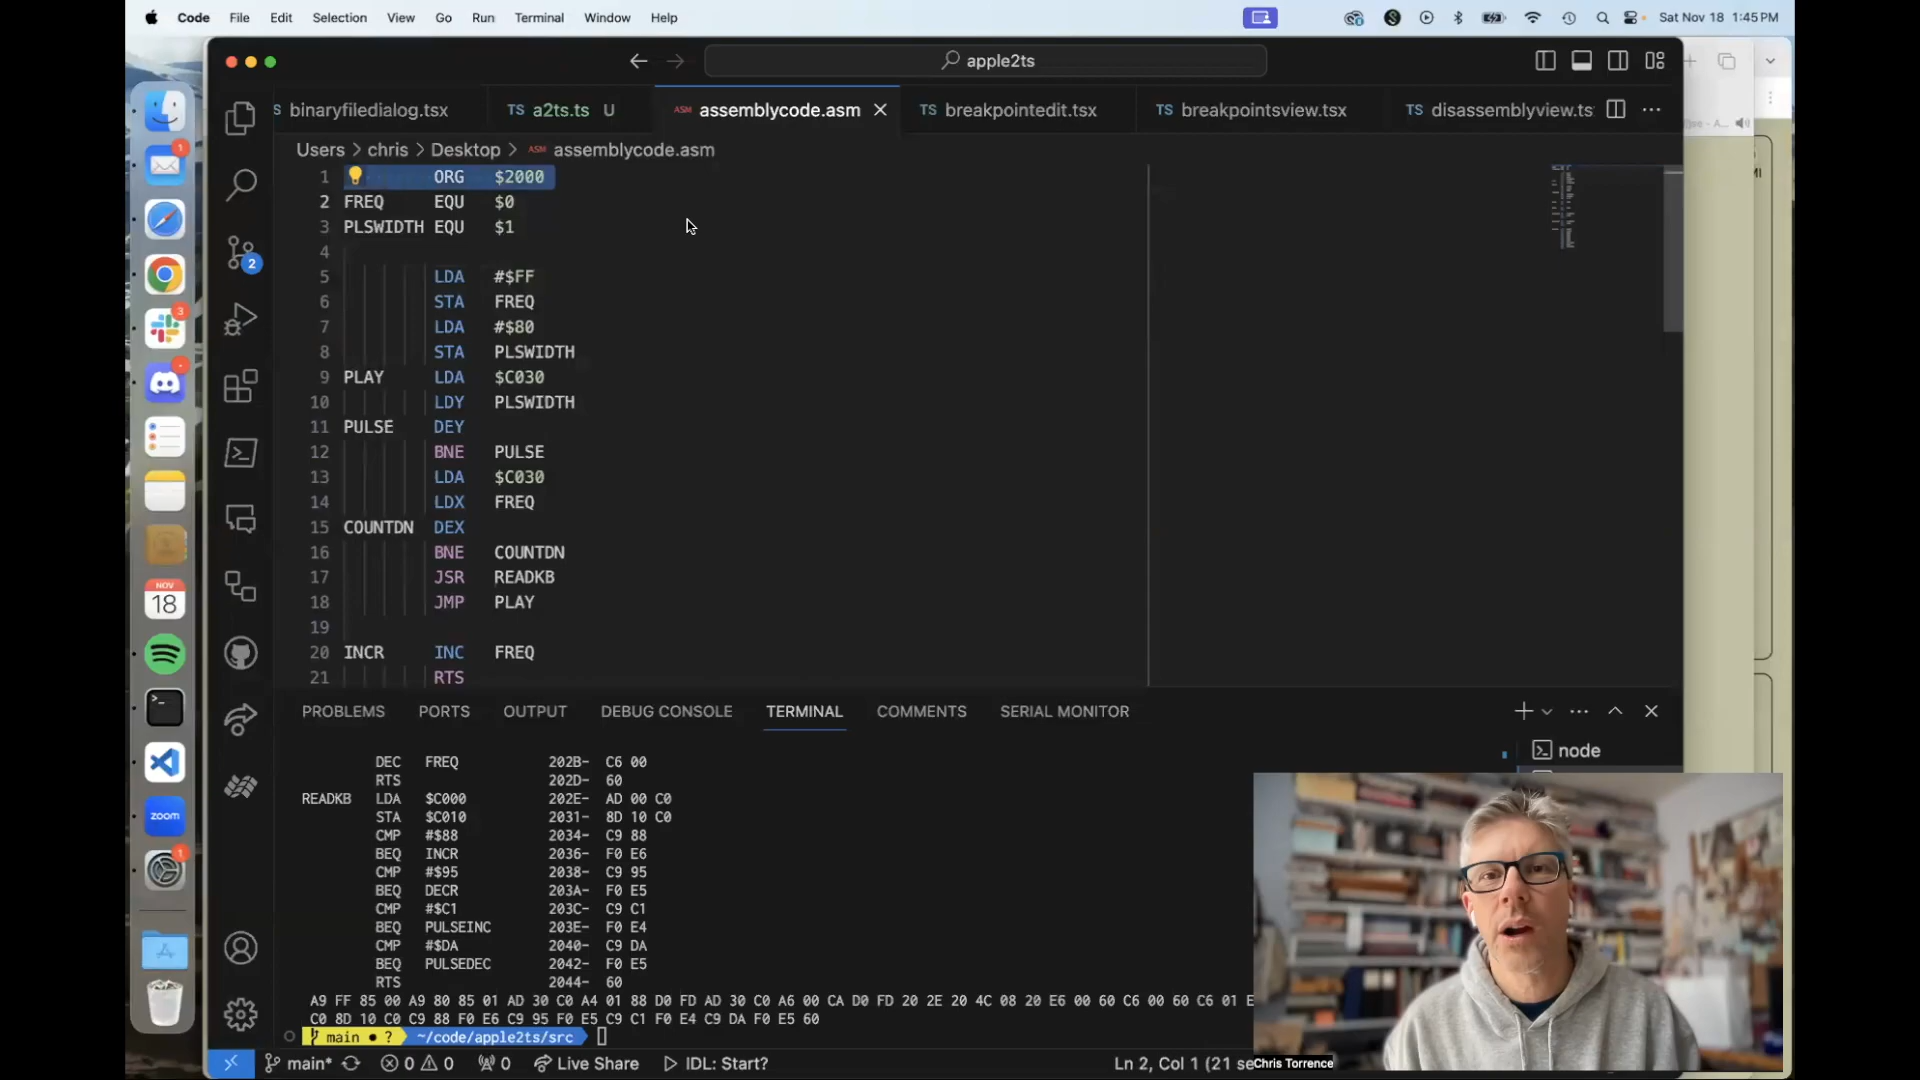 Code File Edit Selection View Go Run Terminal Window Help
Sat Nov 18 1:45 PM
apple2ts
binaryfiledialog.tsx
TS a2ts.ts U
ASM assemblycode.asm
TS breakpointedit.tsx
TS breakpointsview.tsx
TS disassemblyview.ts
Users > chris > Desktop > ASM assemblycode.asm
1 ORG $2000
2 FREQ EQU $0
3 PLSWIDTH EQU $1
4
5 LDA #$FF
6 STA FREQ
7 LDA #$80
8 STA PLSWIDTH
9 PLAY LDA $C030
10 LDY PLSWIDTH
11 PULSE DEY
12 BNE PULSE
13 LDA $C030
14 LDX FREQ
15 COUNTDN DEX
16 BNE COUNTDN
17 JSR READKB
18 JMP PLAY
19
20 INCR INC FREQ
21 RTS
PROBLEMS PORTS OUTPUT DEBUG CONSOLE TERMINAL COMMENTS SERIAL MONITOR
node
DEC FREQ 202B- C6 00
RTS 202D- 60
READKB LDA $C000 202E- AD 00 C0
STA $C010 2031- 8D 10 C0
CMP #$88 2034- C9 88
BEQ INCR 2036- F0 E6
CMP #$95 2038- C9 95
BEQ DECR 203A- F0 E5
CMP #$C1 203C- C9 C1
BEQ PULSEINC 203E- F0 E4
CMP #$DA 2040- C9 DA
BEQ PULSEDEC 2042- F0 E5
RTS 2044- 60
A9 FF 85 00 A9 80 85 01 AD 30 C0 A4 01 88 D0 FD AD 30 C0 A6 00 CA D0 FD 20 2E 20 4C 08 20 E6 00 60 C6 00 60 C6 01 E
C0 8D 10 C0 C9 88 F0 E6 C9 95 F0 E5 C9 C1 F0 E4 C9 DA F0 E5 60
main ● ? ~/code/apple2ts/src
main* 0 0 0 Live Share IDL: Start? Ln 2, Col 1 (21 se
Chris Torrence
1
3
NOV
18
zoom
1
2